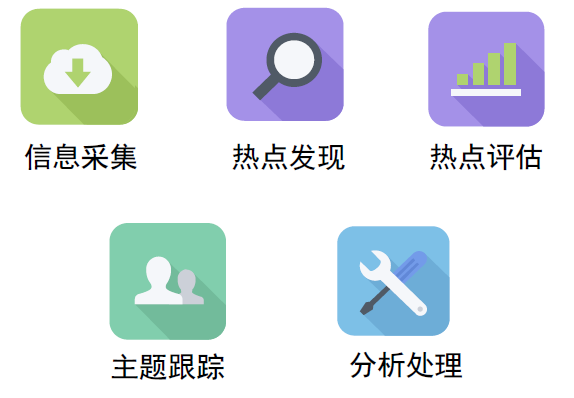 信息采集
热点发现
热点评估
主题跟踪
分析处理